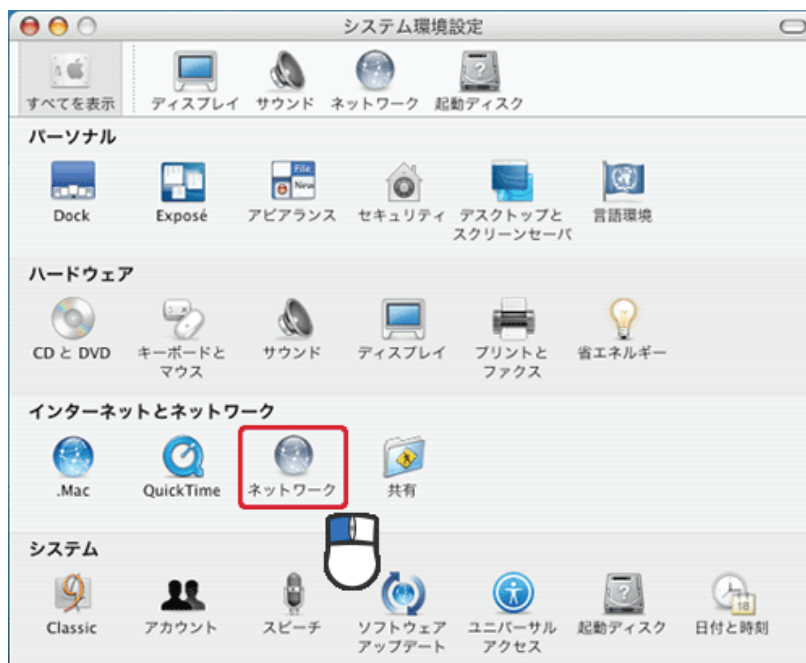 システム環境設定
すべてを表示 ディスプレイ サウンド ネットワーク 起動ディスク
パーソナル
Dock Exposé アピアランス セキュリティ デスクトップと 言語環境
スクリーンセーバ
File
New
ハードウェア
CD と DVD キーボードと サウンド ディスプレイ プリントと 省エネルギー
マウス ファクス
インターネットとネットワーク
.Mac QuickTime ネットワーク 共有
システム
Classic アカウント スピーチ ソフトウェア ユニバーサル 起動ディスク 日付と時刻
アップデート アクセス
18